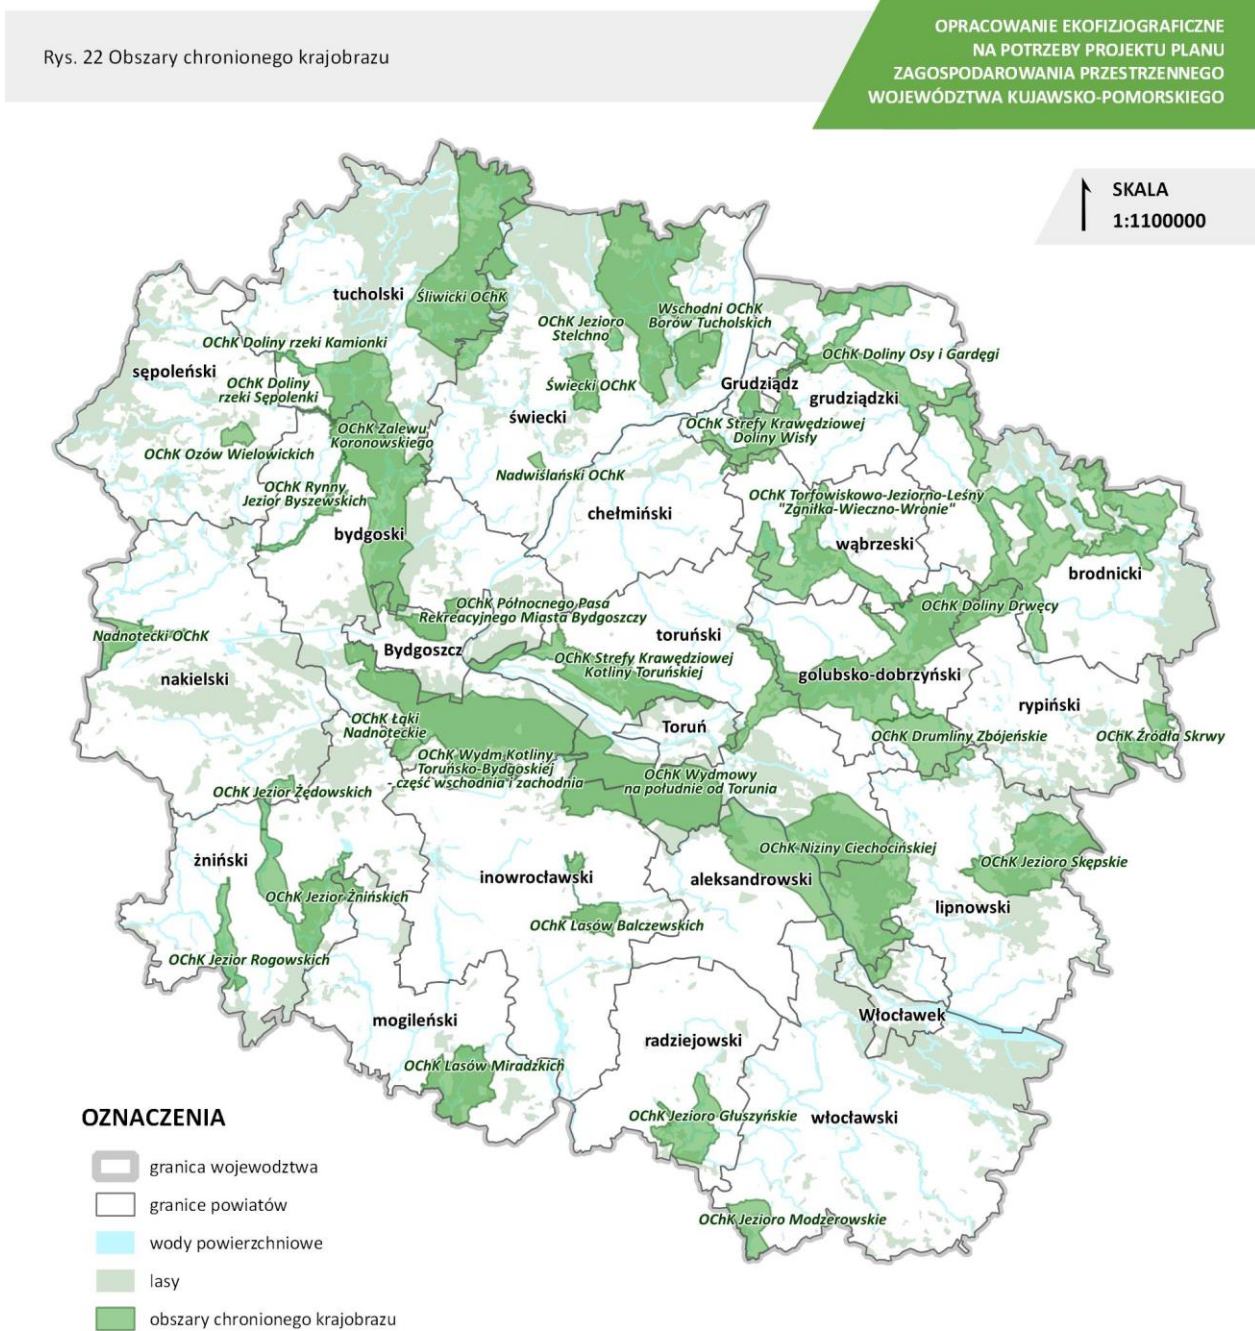 Rys. 22 Obszary chronionego krajobrazu
OPRACOWANIE EKOFIZJOGRAFICZNE
NA POTRZEBY PROJEKTU PLANU
ZAGOSPODAROWANIA PRZESTRZENNEGO
WOJEWÓDZTWA KUJAWSKO-POMORSKIEGO
SKALA
1:1100000
tucholski
Śliwicki OChK
OChK Jezioro
Stelchno
Wschodni OChK
Borów Tucholskich
OChK Doliny rzeki Kamionki
sępoleński
OChK Doliny
rzeki Sępolenki
OChK Doliny Osy i Gardęgi
Świecki OChK
Grudziądz
grudziądzki
świecki
OChK Zalewu
Koronowskiego
OChK Strefy Krawędziowej
Doliny Wisły
OChK Ozów Wielowickich
Nadwiślański OChK
OChK Rynny
Jezior Byszewskich
OChK Torfowiskowo-Jeziorno-Leśny
"Zgniłka-Wieczno-Wronie"
chełmiński
bydgoski
wąbrzeski
brodnicki
OChK Północnego Pasa
Rekreacyjnego Miasta Bydgoszczy
OChK Doliny Drwęcy
Nadnotecki OChK
toruński
Bydgoszcz
OChK Strefy Krawędziowej
Kotliny Toruńskiej
nakielski
golubsko-dobrzyński
rypiński
OChK Łąki
Nadnoteckie
Toruń
OChK Drumliny Zbójeńskie
OChK Źródła Skrwy
OChK Wydm Kotliny
Toruńsko-Bydgoskiej
- część wschodnia i zachodnia
OChK Wydmowy
na południe od Torunia
OChK Jezior Żędowskich
żniński
OChK Niziny Ciechocińskiej
OChK Jezioro Skępskie
inowrocławski
aleksandrowski
OChK Jezior Żnińskich
lipnowski
OChK Lasów Balczewskich
OChK Jezior Rogowskich
mogileński
Włocławek
radziejowski
OChK Lasów Miradzkich
OChK Jezioro Głuszyńskie
włocławski
OChK Jezioro Modzerowskie
OZNACZENIA
granica wojewodztwa
granice powiatów
wody powierzchniowe
lasy
obszary chronionego krajobrazu